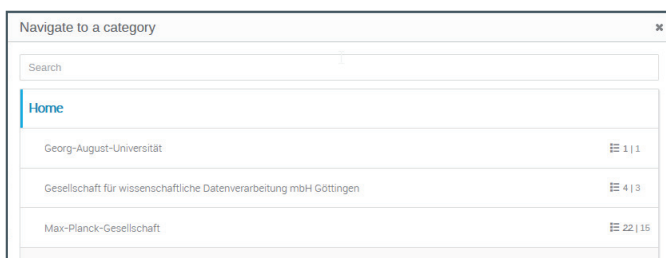 Navigate to a category
Search
Home
Georg-August-Universität 1 | 1
Gesellschaft für wissenschaftliche Datenverarbeitung mbH Göttingen 4 | 3
Max-Planck-Gesellschaft 22 | 15